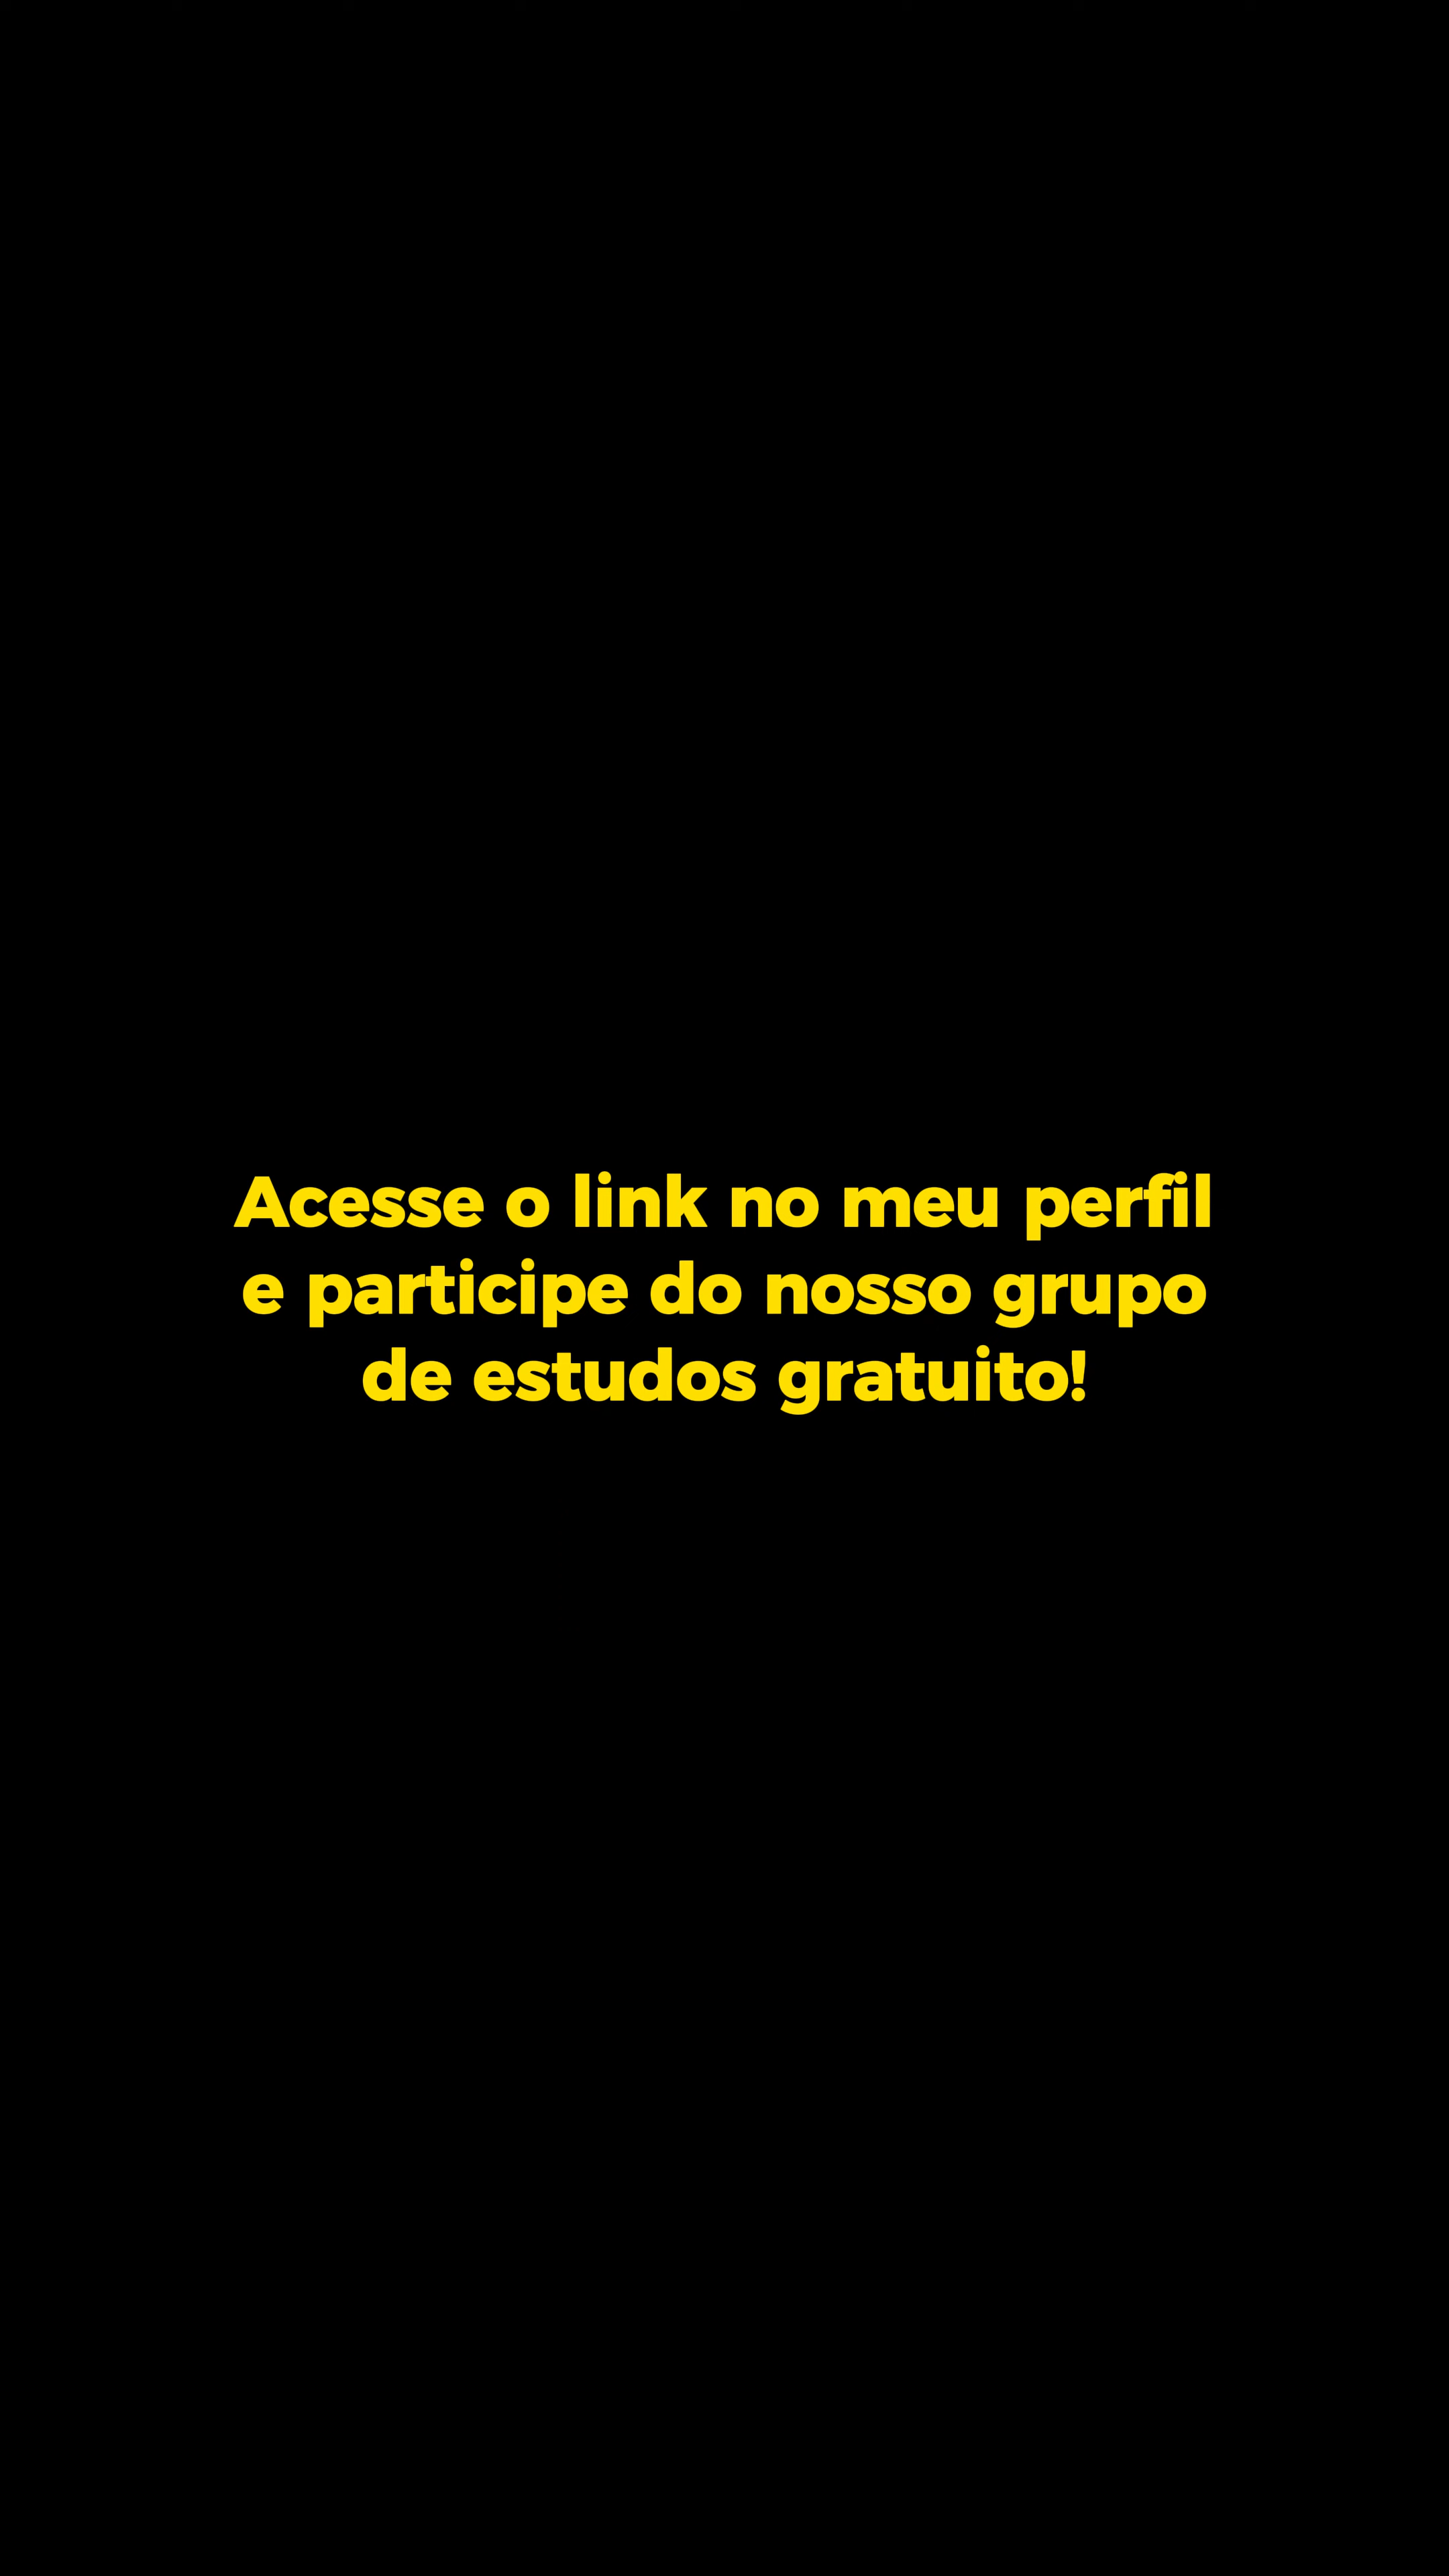 Acesse o link no meu perfil
e participe do nosso grupo
de estudos gratuito!